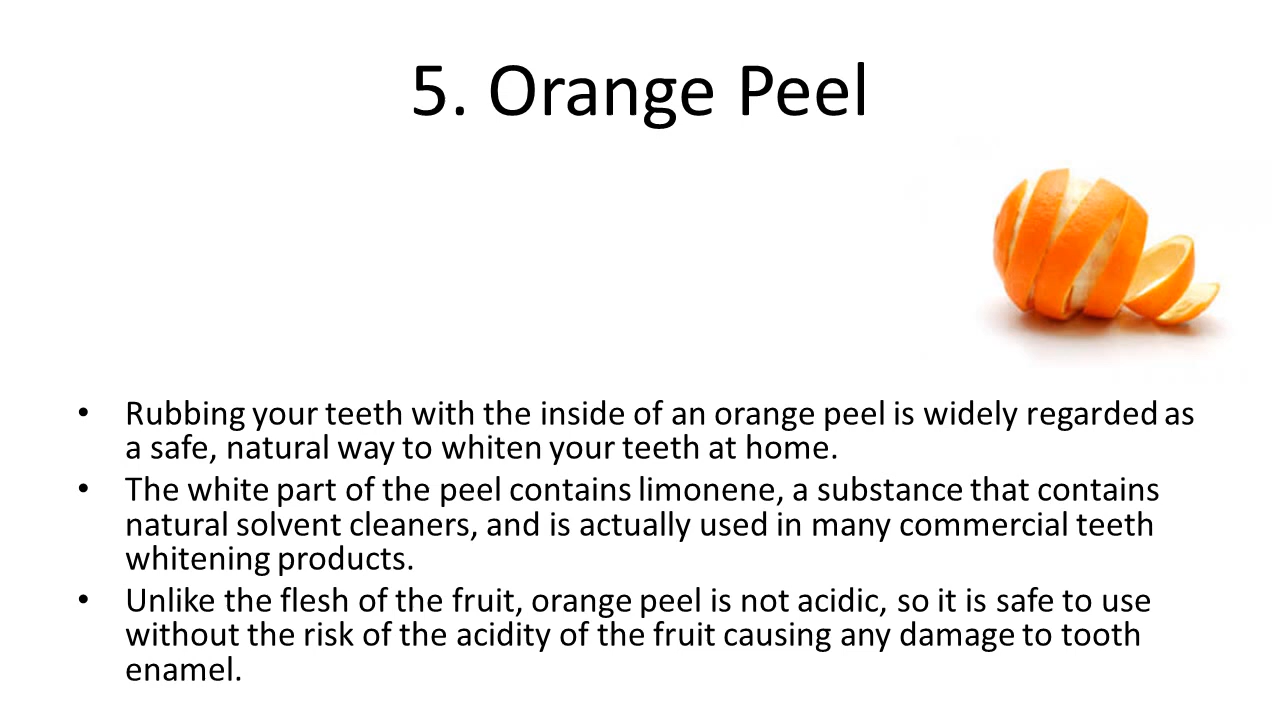 5. Orange Peel
• Rubbing your teeth with the inside of an orange peel is widely regarded as
a safe, natural way to whiten your teeth at home.
• The white part of the peel contains limonene, a substance that contains
natural solvent cleaners, and is actually used in many commercial teeth
whitening products.
• Unlike the flesh of the fruit, orange peel is not acidic, so it is safe to use
without the risk of the acidity of the fruit causing any damage to tooth
enamel.